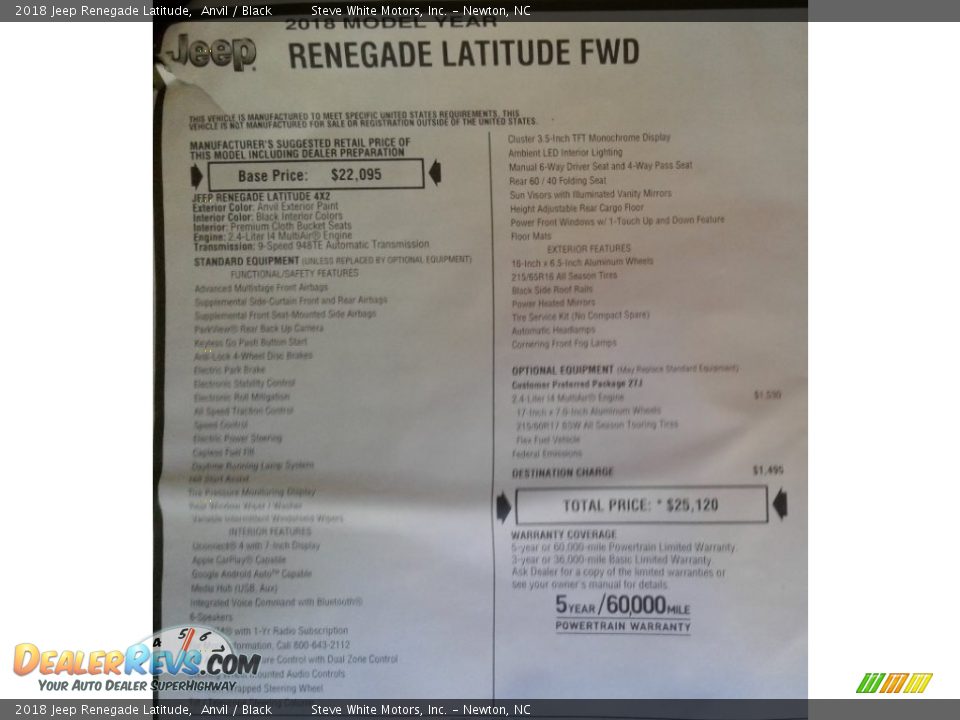 2018 Jeep Renegade Latitude, Anvil / Black Steve White Motors, Inc. – Newton, NC
2018 MODEL YEAR
Jeep
RENEGADE LATITUDE FWD
THIS VEHICLE IS MANUFACTURED TO MEET SPECIFIC UNITED STATES REQUIREMENTS. THIS
VEHICLE IS NOT MANUFACTURED FOR SALE OR REGISTRATION OUTSIDE OF THE UNITED STATES.
MANUFACTURER'S SUGGESTED RETAIL PRICE OF
THIS MODEL INCLUDING DEALER PREPARATION
Base Price: $22,095
JEEP RENEGADE LATITUDE 4X2
Exterior Color: Anvil Exterior Paint
Interior Color: Black Interior Colors
Interior: Premium Cloth Bucket Seats
Engine: 2.4-Liter I4 MultiAir® Engine
Transmission: 9-Speed 948TE Automatic Transmission
STANDARD EQUIPMENT (UNLESS REPLACED BY OPTIONAL EQUIPMENT)
FUNCTIONAL/SAFETY FEATURES
Advanced Multistage Front Airbags
Supplemental Side-Curtain Front and Rear Airbags
Supplemental Front Seat-Mounted Side Airbags
ParkView® Rear Back Up Camera
Keyless Go Push Button Start
Anti-Lock 4-Wheel Disc Brakes
Electric Park Brake
Electronic Stability Control
Electronic Roll Mitigation
All Speed Traction Control
Speed Control
Electric Power Steering
Capless Fuel Fill
Daytime Running Lamp System
Hill Start Assist
Tire Pressure Monitoring Display
Rear Window Wiper / Washer
Variable Intermittent Windshield Wipers
INTERIOR FEATURES
Uconnect® 4 with 7-Inch Display
Apple CarPlay® Capable
Google Android Auto™ Capable
Media Hub (USB, Aux)
Integrated Voice Command with Bluetooth®
6-Speakers
with 1-Yr Radio Subscription
formation, Call 800-643-2112
ure Control with Dual Zone Control
ounted Audio Controls
rapped Steering Wheel
Cluster 3.5-Inch TFT Monochrome Display
Ambient LED Interior Lighting
Manual 6-Way Driver Seat and 4-Way Pass Seat
Rear 60 / 40 Folding Seat
Sun Visors with Illuminated Vanity Mirrors
Height Adjustable Rear Cargo Floor
Power Front Windows w/ 1-Touch Up and Down Feature
Floor Mats
EXTERIOR FEATURES
16-Inch x 6.5-Inch Aluminum Wheels
215/65R16 All Season Tires
Black Side Roof Rails
Power Heated Mirrors
Tire Service Kit (No Compact Spare)
Automatic Headlamps
Cornering Front Fog Lamps
OPTIONAL EQUIPMENT (May Replace Standard Equipment)
Customer Preferred Package 27J
2.4-Liter I4 MultiAir® Engine $1,530
17-Inch x 7.0-Inch Aluminum Wheels
215/60R17 BSW All Season Touring Tires
Flex Fuel Vehicle
Federal Emissions
DESTINATION CHARGE $1,495
TOTAL PRICE: * $25,120
WARRANTY COVERAGE
5-year or 60,000-mile Powertrain Limited Warranty.
3-year or 36,000-mile Basic Limited Warranty.
Ask Dealer for a copy of the limited warranties or
see your owner's manual for details.
5YEAR/60,000MILE
POWERTRAIN WARRANTY
4 5 6
DEALERREVS.COM
YOUR AUTO DEALER SUPERHIGHWAY
2018 Jeep Renegade Latitude, Anvil / Black Steve White Motors, Inc. – Newton, NC